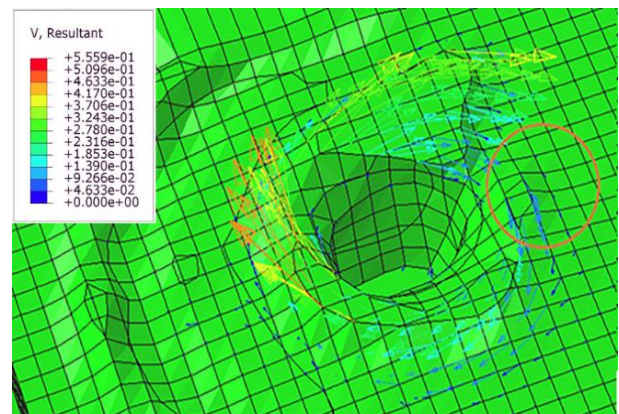 V, Resultant
+5.559e-01
+5.096e-01
+4.633e-01
+4.170e-01
+3.706e-01
+3.243e-01
+2.780e-01
+2.316e-01
+1.853e-01
+1.390e-01
+9.266e-02
+4.633e-02
+0.000e+00